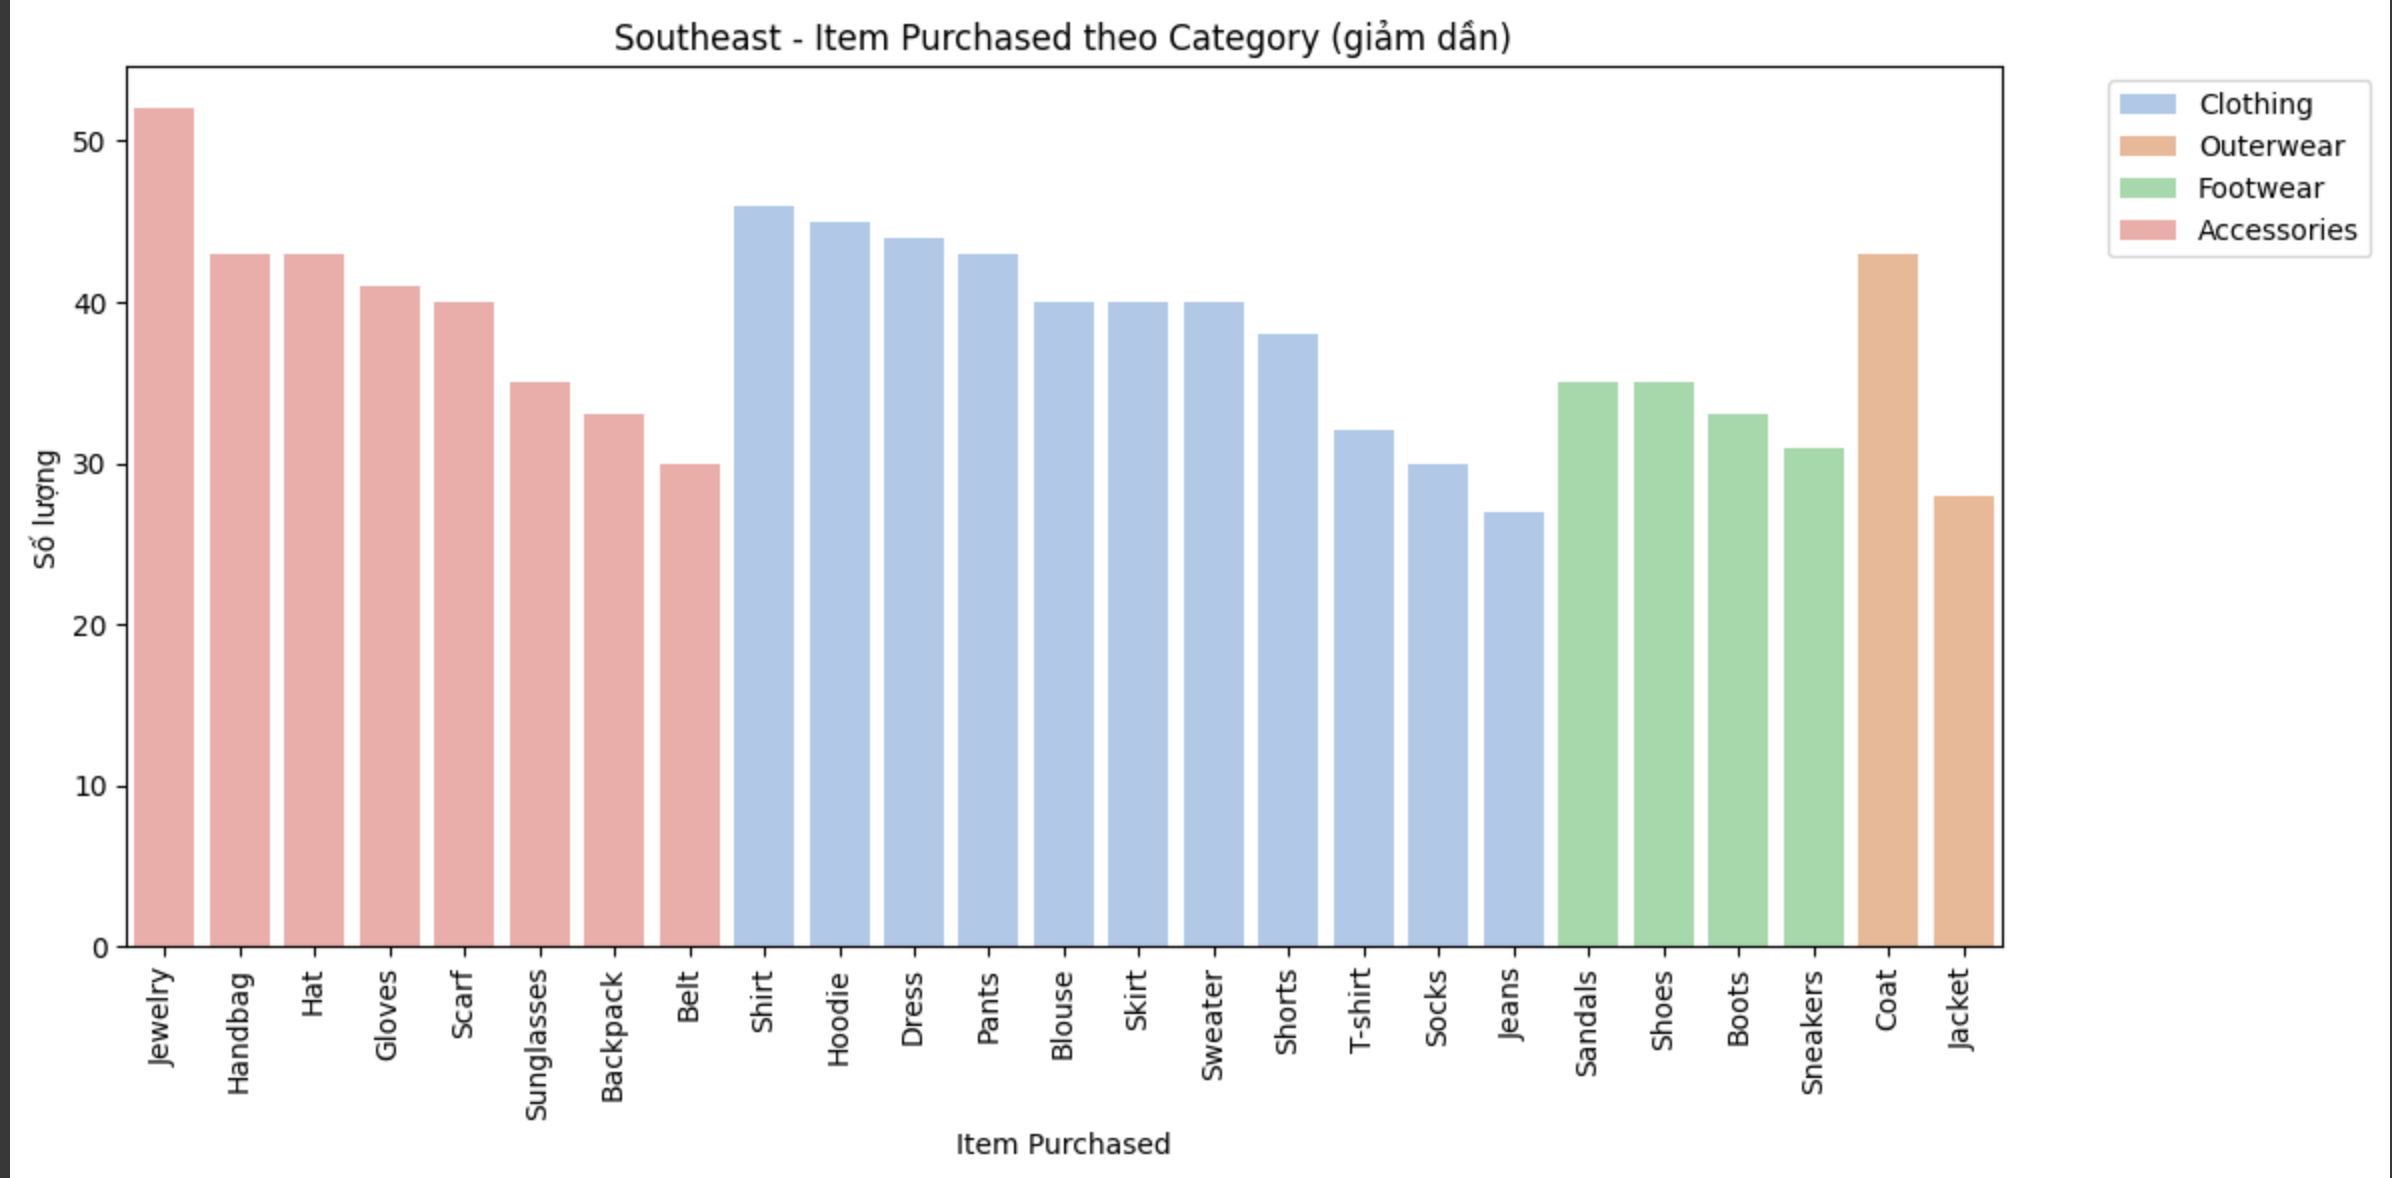 Southeast - Item Purchased theo Category (giảm dần)
Clothing
Outerwear
Footwear
Accessories
Số lượng
50
40
30
20
10
0
Jewelry
Handbag
Hat
Gloves
Scarf
Sunglasses
Backpack
Belt
Shirt
Hoodie
Dress
Pants
Blouse
Skirt
Sweater
Shorts
T-shirt
Socks
Jeans
Sandals
Shoes
Boots
Sneakers
Coat
Jacket
Item Purchased